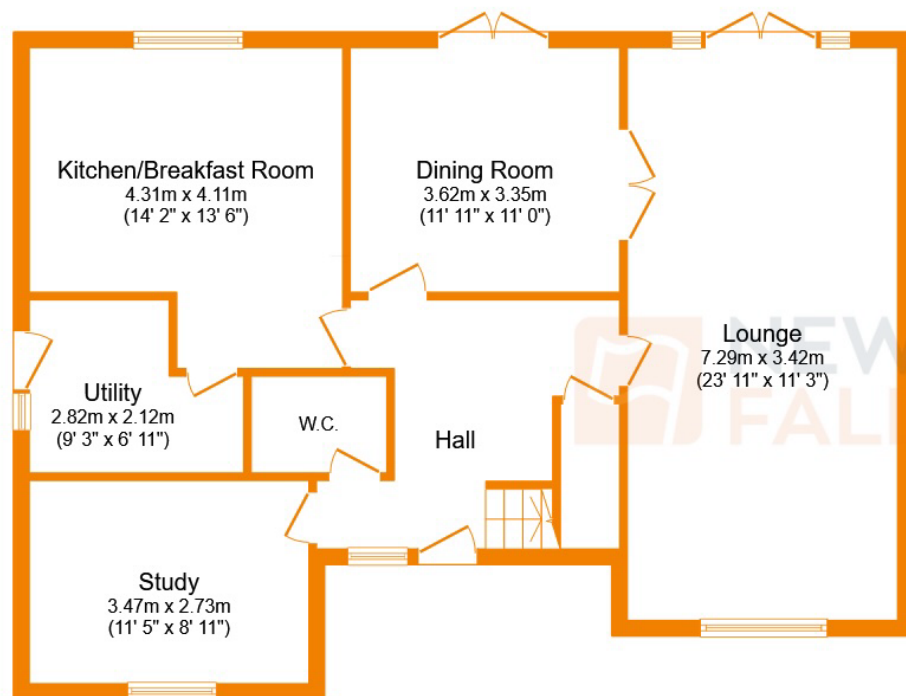 Kitchen/Breakfast Room
4.31m x 4.11m
(14' 2" x 13' 6")
Dining Room
3.62m x 3.35m
(11' 11" x 11' 0")
Lounge
7.29m x 3.42m
(23' 11" x 11' 3")
Utility
2.82m x 2.12m
(9' 3" x 6' 11")
W.C.
Hall
Study
3.47m x 2.73m
(11' 5" x 8' 11")
NEW
FALL